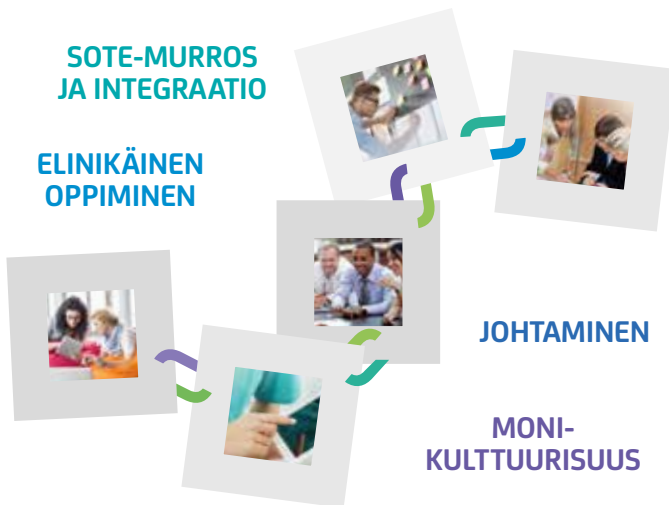 SOTE-MURROS
JA INTEGRAATIO
ELINIKÄINEN
OPPIMINEN
JOHTAMINEN
MONI-
KULTTUURISUUS